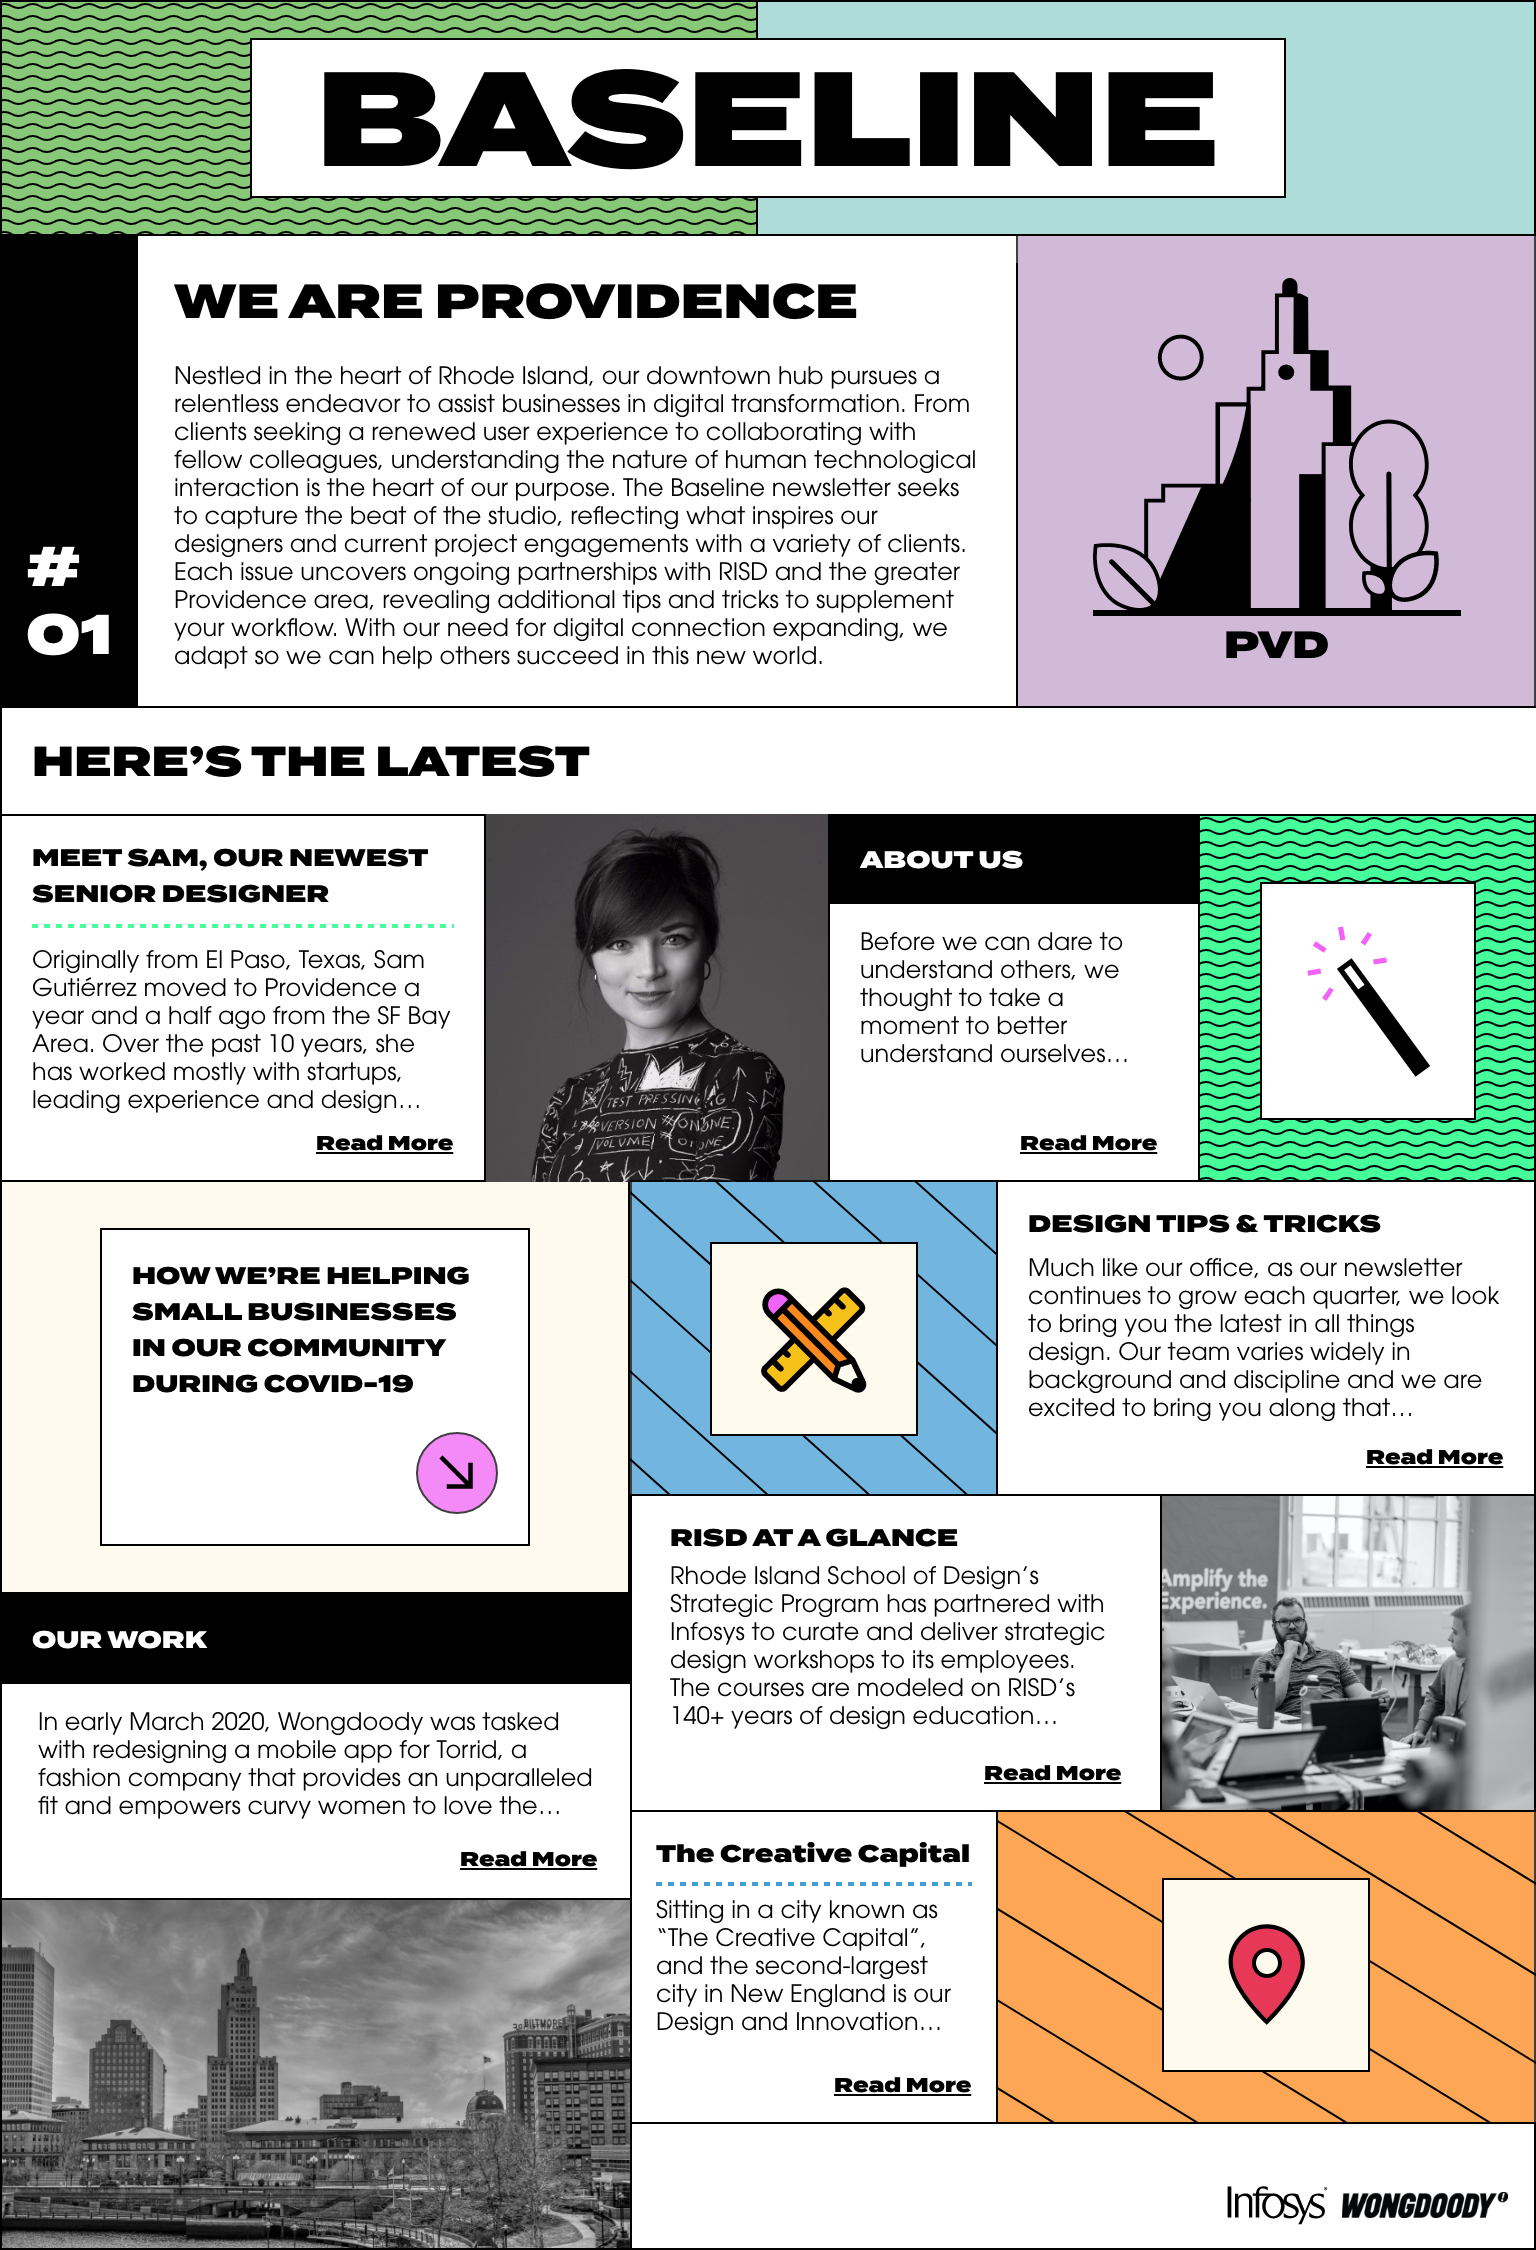 BASELINE
#
01
WE ARE PROVIDENCE
Nestled in the heart of Rhode Island, our downtown hub pursues a
relentless endeavor to assist businesses in digital transformation. From
clients seeking a renewed user experience to collaborating with
fellow colleagues, understanding the nature of human technological
interaction is the heart of our purpose. The Baseline newsletter seeks
to capture the beat of the studio, reflecting what inspires our
designers and current project engagements with a variety of clients.
Each issue uncovers ongoing partnerships with RISD and the greater
Providence area, revealing additional tips and tricks to supplement
your workflow. With our need for digital connection expanding, we
adapt so we can help others succeed in this new world.
PVD
HERE’S THE LATEST
MEET SAM, OUR NEWEST
SENIOR DESIGNER
Originally from El Paso, Texas, Sam
Gutiérrez moved to Providence a
year and a half ago from the SF Bay
Area. Over the past 10 years, she
has worked mostly with startups,
leading experience and design…
Read More
TEST PRESSING
VERSION #
VOLUME
ABOUT US
Before we can dare to
understand others, we
thought to take a
moment to better
understand ourselves…
Read More
HOW WE’RE HELPING
SMALL BUSINESSES
IN OUR COMMUNITY
DURING COVID-19
DESIGN TIPS & TRICKS
Much like our office, as our newsletter
continues to grow each quarter, we look
to bring you the latest in all things
design. Our team varies widely in
background and discipline and we are
excited to bring you along that…
Read More
RISD AT A GLANCE
Rhode Island School of Design’s
Strategic Program has partnered with
Infosys to curate and deliver strategic
design workshops to its employees.
The courses are modeled on RISD’s
140+ years of design education…
Read More
Amplify the
Experience.
OUR WORK
In early March 2020, Wongdoody was tasked
with redesigning a mobile app for Torrid, a
fashion company that provides an unparalleled
fit and empowers curvy women to love the…
Read More
BILTMORE
The Creative Capital
Sitting in a city known as
“The Creative Capital”,
and the second-largest
city in New England is our
Design and Innovation…
Read More
Infosys WONGDOODY